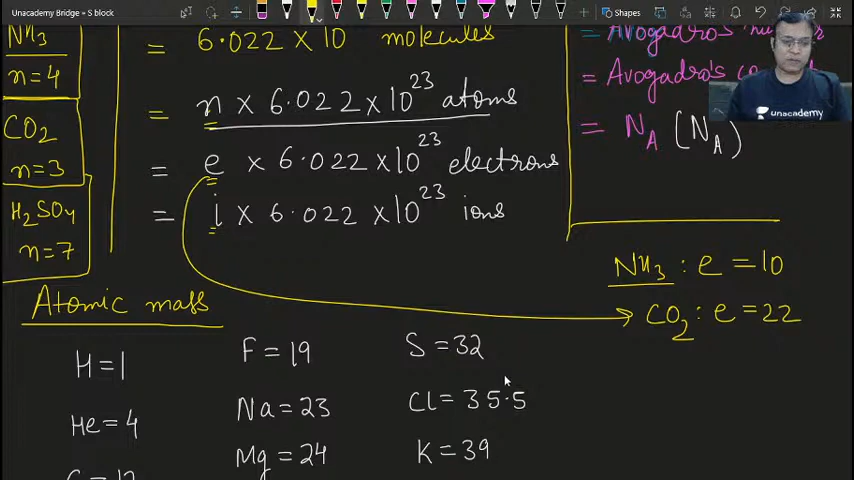 Unacademy Bridge + S block
Shapes
NH3
n=4
CO2
n=3
H2SO4
n=7
= 6.022 X 10 molecules
= n x 6.022 x 10^23 atoms
= e x 6.022 x 10^23 electrons
= i x 6.022 x 10^23 ions
= Avogadro's
= Avogadro's
= NA (NA)
unacademy
NH3 : e = 10
CO2 : e = 22
Atomic mass
H = 1
He = 4
F = 19
Na = 23
Mg = 24
S = 32
Cl = 35.5
K = 39